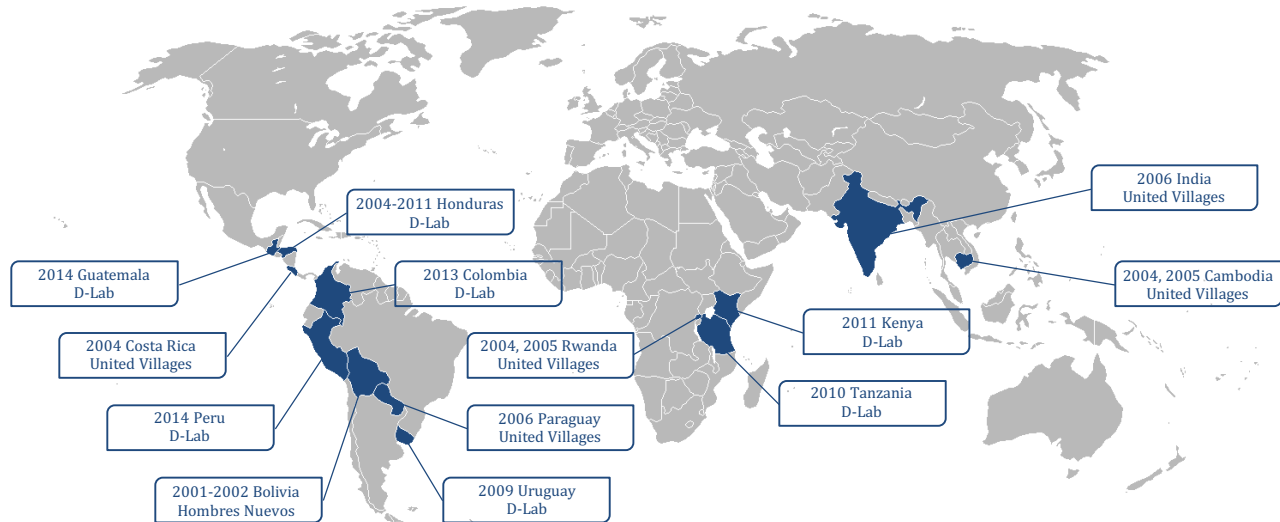 2006 India
United Villages
2004-2011 Honduras
D-Lab
2014 Guatemala
D-Lab
2013 Colombia
D-Lab
2004, 2005 Cambodia
United Villages
2004 Costa Rica
United Villages
2004, 2005 Rwanda
United Villages
2011 Kenya
D-Lab
2014 Peru
D-Lab
2006 Paraguay
United Villages
2010 Tanzania
D-Lab
2001-2002 Bolivia
Hombres Nuevos
2009 Uruguay
D-Lab